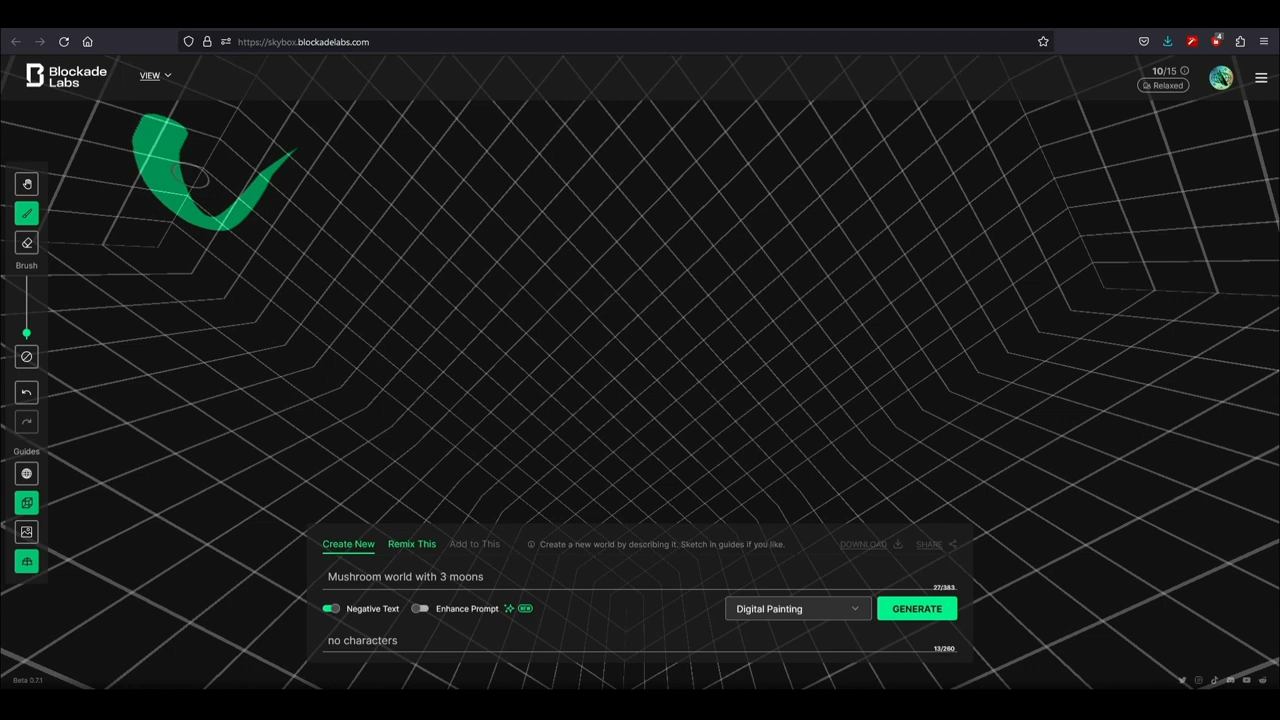 https://skybox.blockadelabs.com
4
Blockade
Labs
VIEW
10/15
Relaxed
Brush
Guides
Create New Remix This Add to This Create a new world by describing it. Sketch in guides if you like. DOWNLOAD SHARE
Mushroom world with 3 moons
27/383
Negative Text Enhance Prompt Digital Painting GENERATE
no characters
13/260
Beta 0.7.1